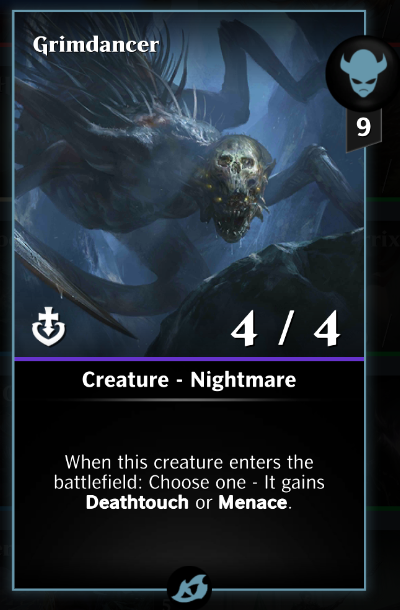 Grimdancer
9
4 / 4
Creature - Nightmare
When this creature enters the
battlefield: Choose one - It gains
Deathtouch or Menace.